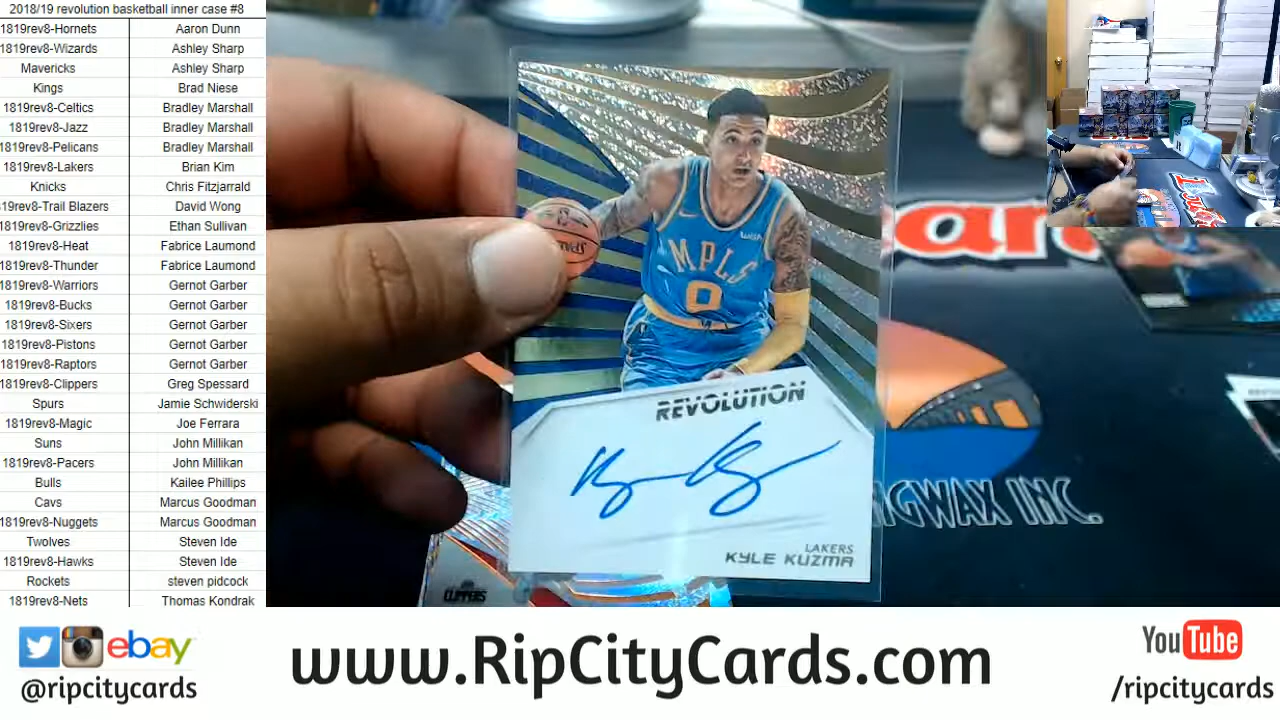 2018/19 revolution basketball inner case #8
1819rev8-Hornets Aaron Dunn
1819rev8-Wizards Ashley Sharp
Mavericks Ashley Sharp
Kings Brad Niese
1819rev8-Celtics Bradley Marshall
1819rev8-Jazz Bradley Marshall
1819rev8-Pelicans Bradley Marshall
1819rev8-Lakers Brian Kim
Knicks Chris Fitzjarrald
819rev8-Trail Blazers David Wong
1819rev8-Grizzlies Ethan Sullivan
1819rev8-Heat Fabrice Laumond
1819rev8-Thunder Fabrice Laumond
1819rev8-Warriors Gernot Garber
1819rev8-Bucks Gernot Garber
1819rev8-Sixers Gernot Garber
1819rev8-Pistons Gernot Garber
1819rev8-Raptors Gernot Garber
1819rev8-Clippers Greg Spessard
Spurs Jamie Schwiderski
1819rev8-Magic Joe Ferrara
Suns John Millikan
1819rev8-Pacers John Millikan
Bulls Kailee Phillips
Cavs Marcus Goodman
1819rev8-Nuggets Marcus Goodman
Twolves Steven Ide
1819rev8-Hawks Steven Ide
Rockets steven pidcock
1819rev8-Nets Thomas Kondrak
MPLS
0
REVOLUTION
LAKERS
KYLE KUZMA
CLIPPERS
GWAX INC.
ebay
@ripcitycards
www.RipCityCards.com
YouTube
/ripcitycards